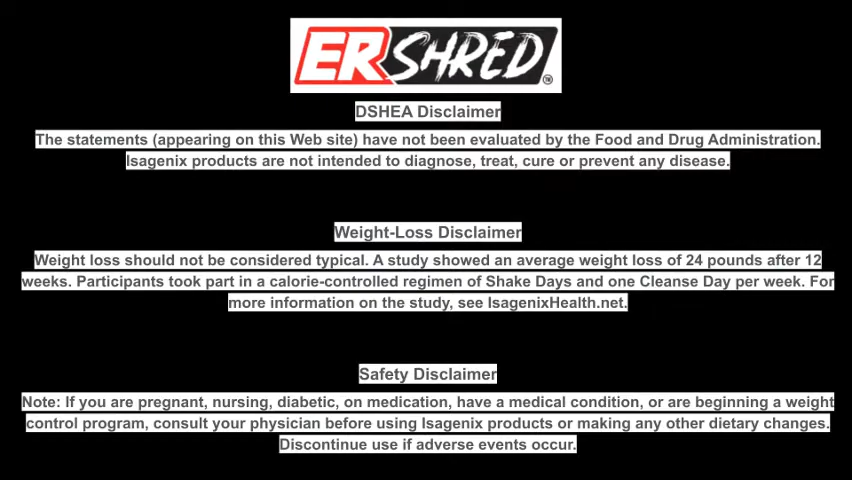 ERSHRED TM
DSHEA Disclaimer
The statements (appearing on this Web site) have not been evaluated by the Food and Drug Administration.
Isagenix products are not intended to diagnose, treat, cure or prevent any disease.
Weight-Loss Disclaimer
Weight loss should not be considered typical. A study showed an average weight loss of 24 pounds after 12
weeks. Participants took part in a calorie-controlled regimen of Shake Days and one Cleanse Day per week. For
more information on the study, see IsagenixHealth.net.
Safety Disclaimer
Note: If you are pregnant, nursing, diabetic, on medication, have a medical condition, or are beginning a weight
control program, consult your physician before using Isagenix products or making any other dietary changes.
Discontinue use if adverse events occur.